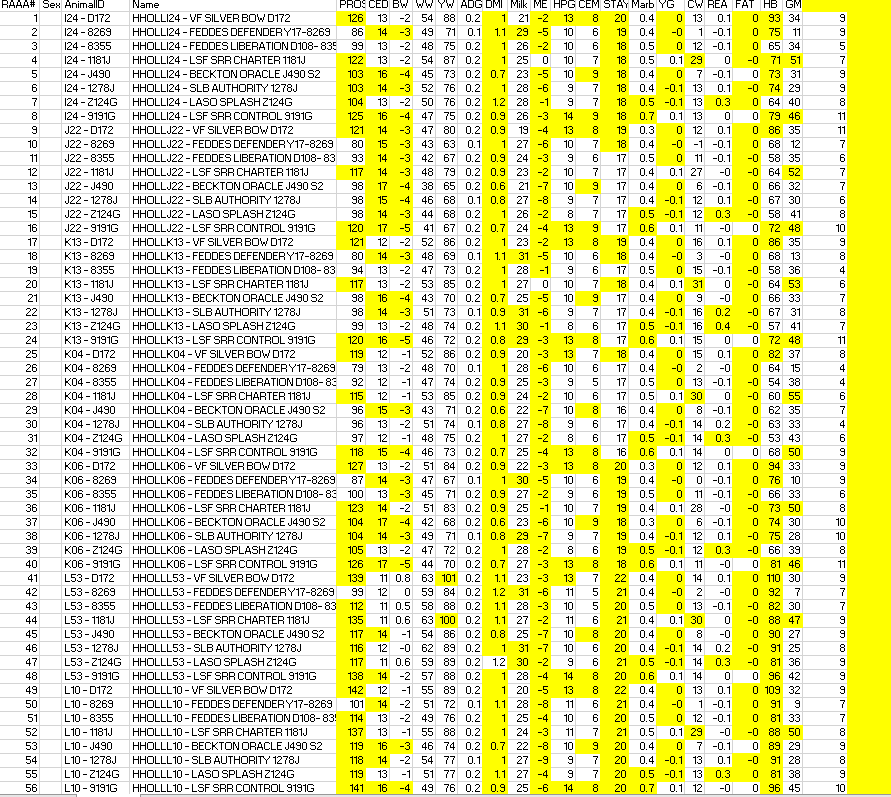 RAAA# Sex AnimalID Name PROS CED BW WW YW ADG DMI Milk ME HPG CEM STAY Marb YG CW REA FAT HB GM
1 I24 - D172 HHOLLI24 - VF SILVER BOW D172 126 13 -2 54 88 0.2 1 21 -2 13 8 20 0.4 0 13 0.1 0 93 34 9
2 I24 - 8269 HHOLLI24 - FEDDES DEFENDER Y17-8269 86 14 -3 49 71 0.1 1.1 29 -5 10 6 19 0.4 -0 0 -0.1 0 75 11 9
3 I24 - 8355 HHOLLI24 - FEDDES LIBERATION D108- 835 99 13 -2 48 75 0.2 1 26 -2 10 6 18 0.4 0 12 -0.1 -0 65 34 5
4 I24 - 1181J HHOLLI24 - LSF SRR CHARTER 1181J 122 13 -2 54 87 0.2 1 25 0 10 7 18 0.5 0.1 29 0 -0 71 51 7
5 I24 - J490 HHOLLI24 - BECKTON ORACLE J490 S2 103 16 -4 45 73 0.2 0.7 23 -5 10 9 18 0.4 0 7 -0.1 -0 73 31 9
6 I24 - 1278J HHOLLI24 - SLB AUTHORITY 1278J 103 14 -3 52 76 0.2 0.9 28 -6 10 7 18 0.4 -0.1 13 0.1 -0 74 29 9
7 I24 - Z124G HHOLLI24 - LASO SPLASH Z124G 104 13 -2 50 76 0.2 1.2 28 -1 9 7 18 0.5 -0.1 13 0.3 -0 64 40 8
8 I24 - 9191G HHOLLI24 - LSF SRR CONTROL 9191G 125 16 -4 47 75 0.2 0.9 26 -3 14 9 18 0.7 0.1 13 0 0 79 46 11
9 J22 - D172 HHOLLJ22 - VF SILVER BOW D172 121 14 -3 47 80 0.2 0.9 19 -4 13 8 19 0.3 0 12 0.1 -0 86 35 11
10 J22 - 8269 HHOLLJ22 - FEDDES DEFENDER Y17-8269 80 15 -3 43 63 0.1 1 27 -6 10 7 18 0.4 -0 -1 -0.1 -0 68 12 7
11 J22 - 8355 HHOLLJ22 - FEDDES LIBERATION D108- 83 93 14 -3 42 67 0.2 0.9 24 -3 9 6 17 0.4 0 11 -0.1 -0 58 35 6
12 J22 - 1181J HHOLLJ22 - LSF SRR CHARTER 1181J 117 14 -3 48 79 0.2 0.9 23 -2 10 7 17 0.4 0.1 27 -0 -0 64 52 7
13 J22 - J490 HHOLLJ22 - BECKTON ORACLE J490 S2 98 17 -4 38 65 0.2 0.6 21 -7 10 9 17 0.4 0 6 -0.1 -0 66 32 7
14 J22 - 1278J HHOLLJ22 - SLB AUTHORITY 1278J 98 15 -4 46 68 0.1 0.8 27 -8 9 7 17 0.4 -0.1 12 0.1 -0 67 30 6
15 J22 - Z124G HHOLLJ22 - LASO SPLASH Z124G 98 14 -3 44 68 0.2 1 26 -2 8 7 17 0.5 -0.1 12 0.3 -0 58 41 8
16 J22 - 9191G HHOLLJ22 - LSF SRR CONTROL 9191G 120 17 -5 41 67 0.2 0.7 24 -4 13 9 17 0.6 0.1 11 -0 0 72 48 10
17 K13 - D172 HHOLLK13 - VF SILVER BOW D172 121 12 -2 52 86 0.2 1 23 -2 13 8 19 0.4 0 16 0.1 0 86 35 9
18 K13 - 8269 HHOLLK13 - FEDDES DEFENDER Y17-8269 80 14 -3 48 69 0.1 1.1 31 -5 10 6 18 0.4 -0 3 -0 0 68 13 8
19 K13 - 8355 HHOLLK13 - FEDDES LIBERATION D108- 83 94 13 -2 47 73 0.2 1 28 -1 9 6 17 0.4 0 15 -0.1 -0 58 36 4
20 K13 - 1181J HHOLLK13 - LSF SRR CHARTER 1181J 117 13 -2 53 85 0.2 1 27 0 10 7 18 0.4 0.1 31 0 -0 64 53 6
21 K13 - J490 HHOLLK13 - BECKTON ORACLE J490 S2 98 16 -4 43 70 0.2 0.7 25 -5 10 9 17 0.4 0 9 -0 -0 66 33 7
22 K13 - 1278J HHOLLK13 - SLB AUTHORITY 1278J 98 14 -3 51 73 0.1 0.9 31 -6 9 7 17 0.4 -0.1 16 0.2 -0 67 31 8
23 K13 - Z124G HHOLLK13 - LASO SPLASH Z124G 99 13 -2 48 74 0.2 1.1 30 -1 8 6 17 0.5 -0.1 16 0.4 -0 57 41 7
24 K13 - 9191G HHOLLK13 - LSF SRR CONTROL 9191G 120 16 -5 46 72 0.2 0.8 29 -3 13 8 17 0.6 0.1 15 0 0 72 48 11
25 K04 - D172 HHOLLK04 - VF SILVER BOW D172 119 12 -1 52 86 0.2 0.9 24 -3 13 7 18 0.4 0 15 0.1 0 82 37 8
26 K04 - 8269 HHOLLK04 - FEDDES DEFENDER Y17-8269 79 13 -2 48 70 0.1 1 28 -6 10 6 17 0.4 -0 2 -0 -0 64 15 4
27 K04 - 8355 HHOLLK04 - FEDDES LIBERATION D108- 83 92 12 -1 47 74 0.2 0.9 24 -3 9 5 17 0.4 0 13 -0.1 -0 54 38 4
28 K04 - 1181J HHOLLK04 - LSF SRR CHARTER 1181J 115 12 -1 53 85 0.2 0.9 24 -1 10 6 17 0.4 0.1 30 0 -0 60 55 6
29 K04 - J490 HHOLLK04 - BECKTON ORACLE J490 S2 96 15 -3 43 71 0.2 0.6 22 -7 10 8 16 0.4 0 8 -0.1 -0 62 35 7
30 K04 - 1278J HHOLLK04 - SLB AUTHORITY 1278J 96 13 -2 51 74 0.1 0.8 27 -8 9 7 17 0.4 -0.1 14 0.2 -0 63 33 4
31 K04 - Z124G HHOLLK04 - LASO SPLASH Z124G 97 12 -1 48 75 0.2 1 27 -2 8 6 17 0.5 -0.1 14 0.3 -0 53 43 6
32 K04 - 9191G HHOLLK04 - LSF SRR CONTROL 9191G 118 15 -4 46 73 0.2 0.7 25 -4 13 8 16 0.6 0.1 14 0 0 68 50 9
33 K06 - D172 HHOLLK06 - VF SILVER BOW D172 127 13 -2 51 84 0.2 0.9 22 -3 13 8 20 0.3 0 12 0.1 0 94 33 9
34 K06 - 8269 HHOLLK06 - FEDDES DEFENDER Y17-8269 87 14 -3 47 67 0.1 1 30 -5 10 6 19 0.4 -0 0 -0.1 0 76 10 9
35 K06 - 8355 HHOLLK06 - FEDDES LIBERATION D108- 83 100 13 -3 45 71 0.2 0.9 27 -2 9 6 19 0.4 0 11 -0.1 -0 66 33 6
36 K06 - 1181J HHOLLK06 - LSF SRR CHARTER 1181J 123 14 -2 51 83 0.2 0.9 25 -1 10 7 19 0.4 0.1 28 -0 -0 73 50 8
37 K06 - J490 HHOLLK06 - BECKTON ORACLE J490 S2 104 17 -4 42 68 0.2 0.6 23 -6 10 9 18 0.3 0 6 -0.1 -0 74 30 10
38 K06 - 1278J HHOLLK06 - SLB AUTHORITY 1278J 104 14 -3 49 71 0.1 0.8 29 -7 9 7 19 0.4 -0.1 12 0.1 -0 75 28 10
39 K06 - Z124G HHOLLK06 - LASO SPLASH Z124G 105 13 -2 47 72 0.2 1 28 -2 8 6 19 0.5 -0.1 12 0.3 -0 66 39 8
40 K06 - 9191G HHOLLK06 - LSF SRR CONTROL 9191G 126 17 -5 44 70 0.2 0.7 27 -3 13 8 18 0.6 0.1 11 -0 0 81 46 11
41 L53 - D172 HHOLLL53 - VF SILVER BOW D172 139 11 0.8 63 101 0.2 1.1 23 -3 13 7 22 0.4 0 14 0.1 0 110 30 9
42 L53 - 8269 HHOLLL53 - FEDDES DEFENDER Y17-8269 99 12 0 59 84 0.2 1.2 31 -6 11 5 21 0.4 -0 2 -0 0 92 7 7
43 L53 - 8355 HHOLLL53 - FEDDES LIBERATION D108- 83 112 11 0.5 58 88 0.2 1.1 28 -3 10 5 20 0.4 0 13 -0.1 -0 82 30 7
44 L53 - 1181J HHOLLL53 - LSF SRR CHARTER 1181J 135 11 0.6 63 100 0.2 1.1 27 -2 11 6 21 0.4 0.1 30 0 -0 88 47 8
45 L53 - J490 HHOLLL53 - BECKTON ORACLE J490 S2 117 14 -1 54 86 0.2 0.8 25 -7 10 8 20 0.4 0 8 -0 0 90 27 9
46 L53 - 1278J HHOLLL53 - SLB AUTHORITY 1278J 116 12 -0 62 89 0.2 1 31 -7 10 6 20 0.4 -0.1 14 0.2 -0 91 25 8
47 L53 - Z124G HHOLLL53 - LASO SPLASH Z124G 117 11 0.6 59 89 0.2 1.2 30 -2 9 6 21 0.5 -0.1 15 0.3 -0 81 36 8
48 L53 - 9191G HHOLLL53 - LSF SRR CONTROL 9191G 138 14 -2 57 88 0.2 1 28 -4 14 8 20 0.6 0.1 14 0 0 96 42 9
49 L10 - D172 HHOLLL10 - VF SILVER BOW D172 142 12 -1 55 89 0.2 1 20 -5 13 8 22 0.4 0 13 0.1 0 109 32 9
50 L10 - 8269 HHOLLL10 - FEDDES DEFENDER Y17-8269 101 14 -2 51 72 0.1 1.1 28 -8 11 6 21 0.4 -0 1 -0.1 0 91 9 7
51 L10 - 8355 HHOLLL10 - FEDDES LIBERATION D108- 83 114 13 -2 49 76 0.2 1 25 -4 10 6 20 0.4 0 12 -0.1 -0 81 33 7
52 L10 - 1181J HHOLLL10 - LSF SRR CHARTER 1181J 137 13 -1 55 88 0.2 1 24 -3 11 7 21 0.5 0.1 29 -0 -0 88 50 8
53 L10 - J490 HHOLLL10 - BECKTON ORACLE J490 S2 119 16 -3 46 74 0.2 0.7 22 -8 10 9 20 0.4 0 7 -0.1 -0 89 29 9
54 L10 - 1278J HHOLLL10 - SLB AUTHORITY 1278J 118 14 -2 54 77 0.2 1 27 -9 10 7 20 0.4 -0.1 13 0.1 -0 91 28 8
55 L10 - Z124G HHOLLL10 - LASO SPLASH Z124G 119 13 -1 51 77 0.2 1.1 27 -4 9 6 20 0.5 -0.1 13 0.3 -0 81 38 8
56 L10 - 9191G HHOLLL10 - LSF SRR CONTROL 9191G 141 16 -4 49 76 0.2 0.9 25 -6 14 8 20 0.7 0.1 12 0 0 96 45 10